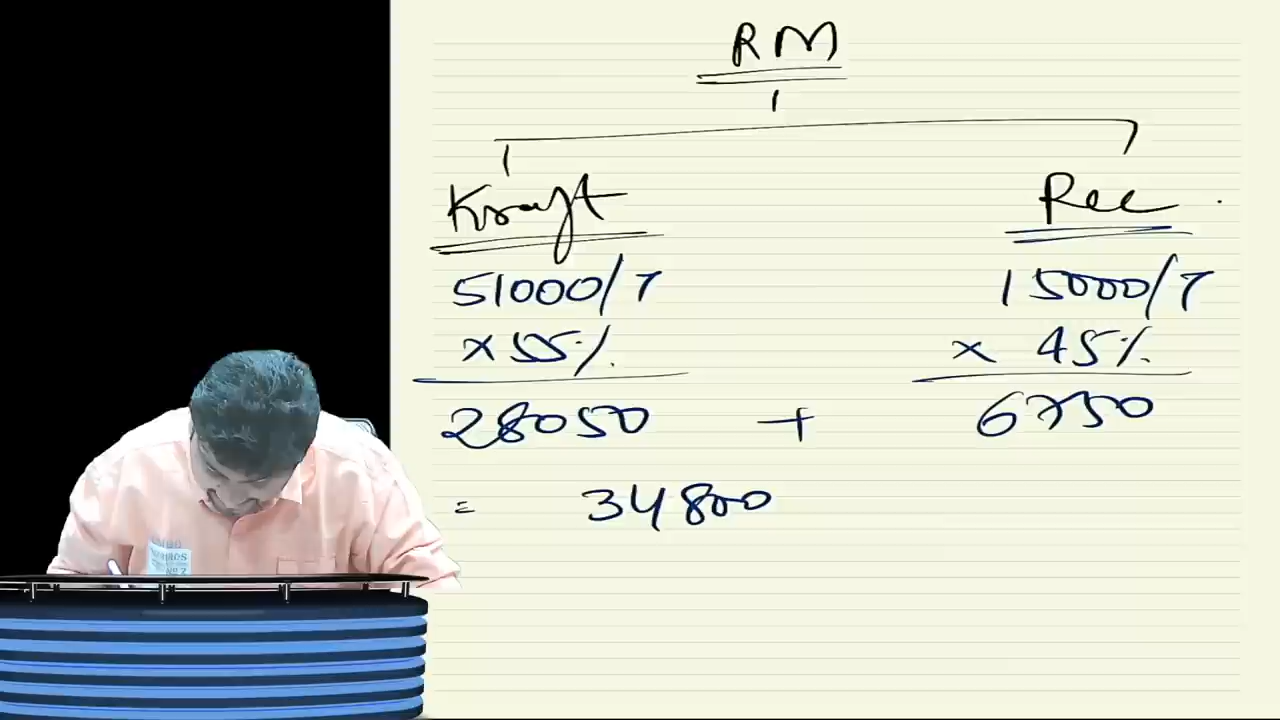 RM
Kraft Rec
51000/T 15000/T
x 55% x 45%
28050 + 6750
= 34800